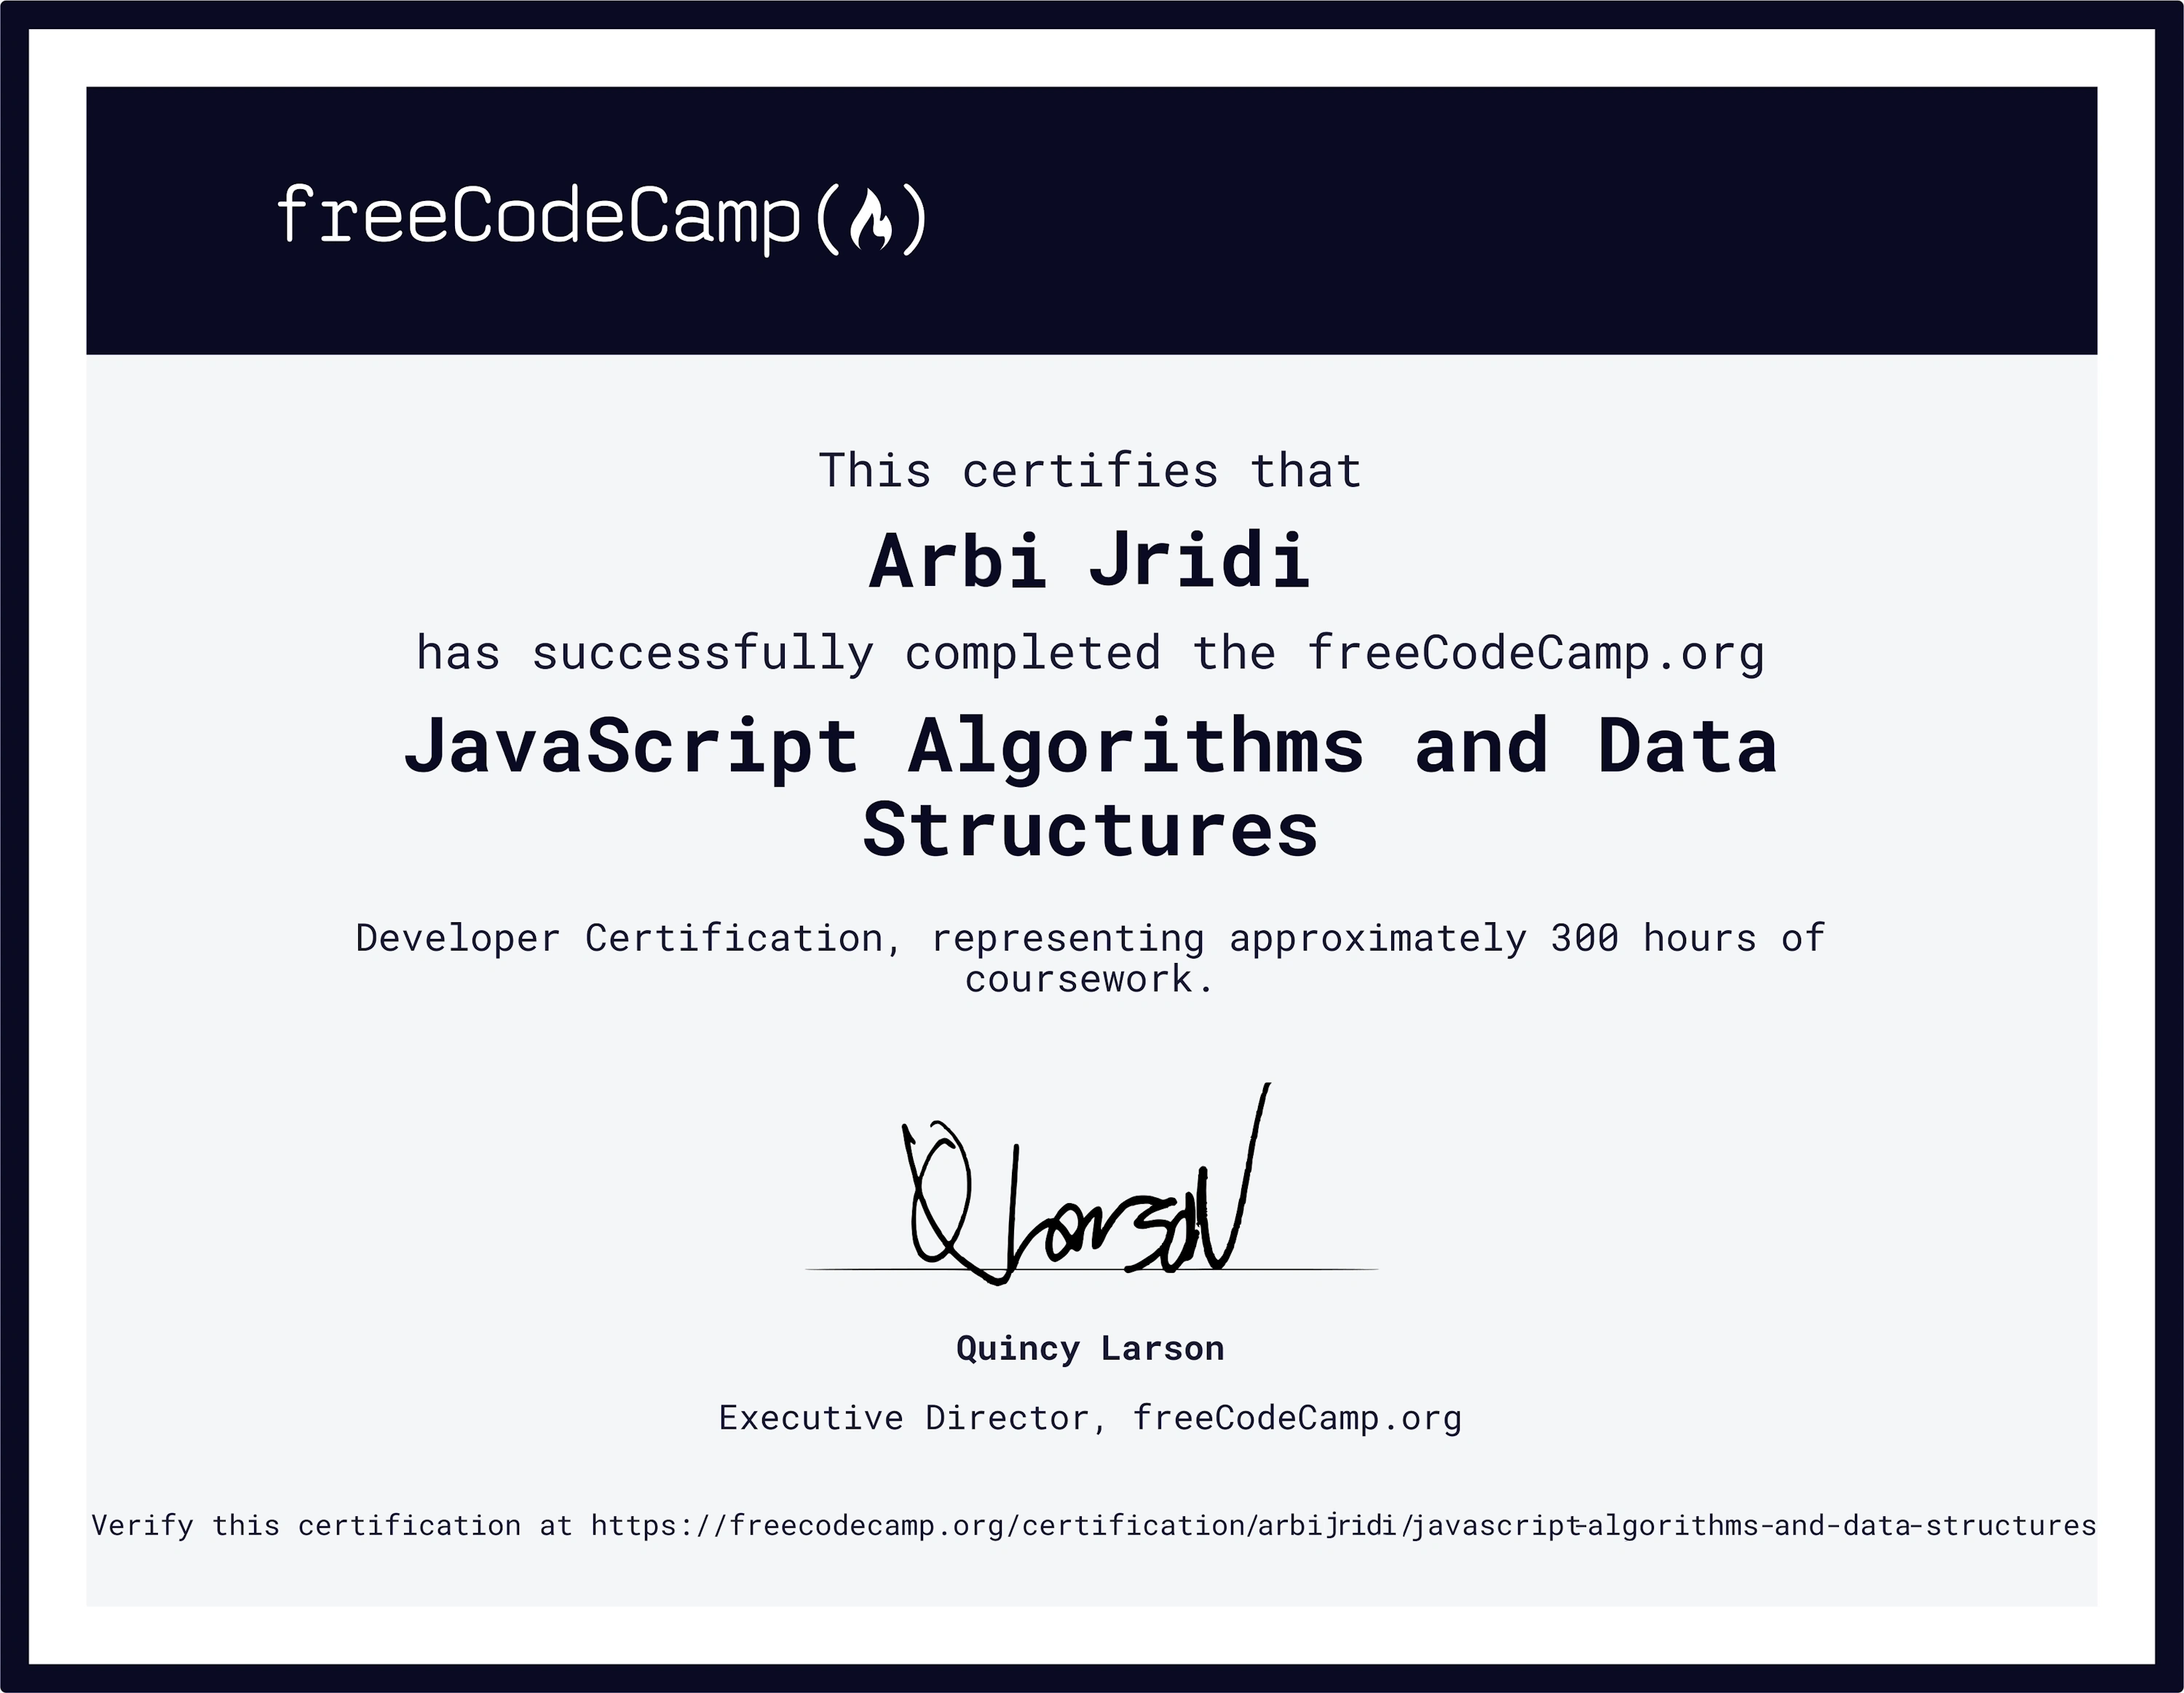 freeCodeCamp(🔥)
This certifies that
Arbi Jridi
has successfully completed the freeCodeCamp.org
JavaScript Algorithms and Data
Structures
Developer Certification, representing approximately 300 hours of
coursework.
Q Larson
Quincy Larson
Executive Director, freeCodeCamp.org
Verify this certification at https://freecodecamp.org/certification/arbijridi/javascript-algorithms-and-data-structures